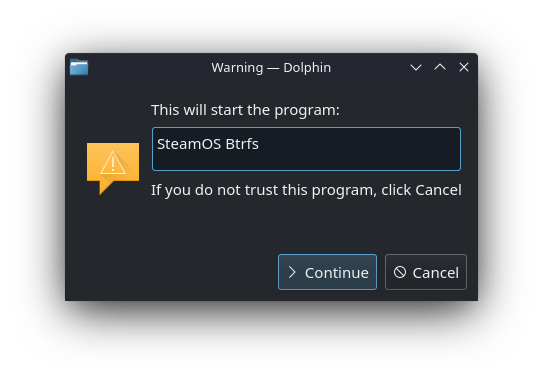 Warning — Dolphin
This will start the program:
SteamOS Btrfs
If you do not trust this program, click Cancel
Continue
Cancel